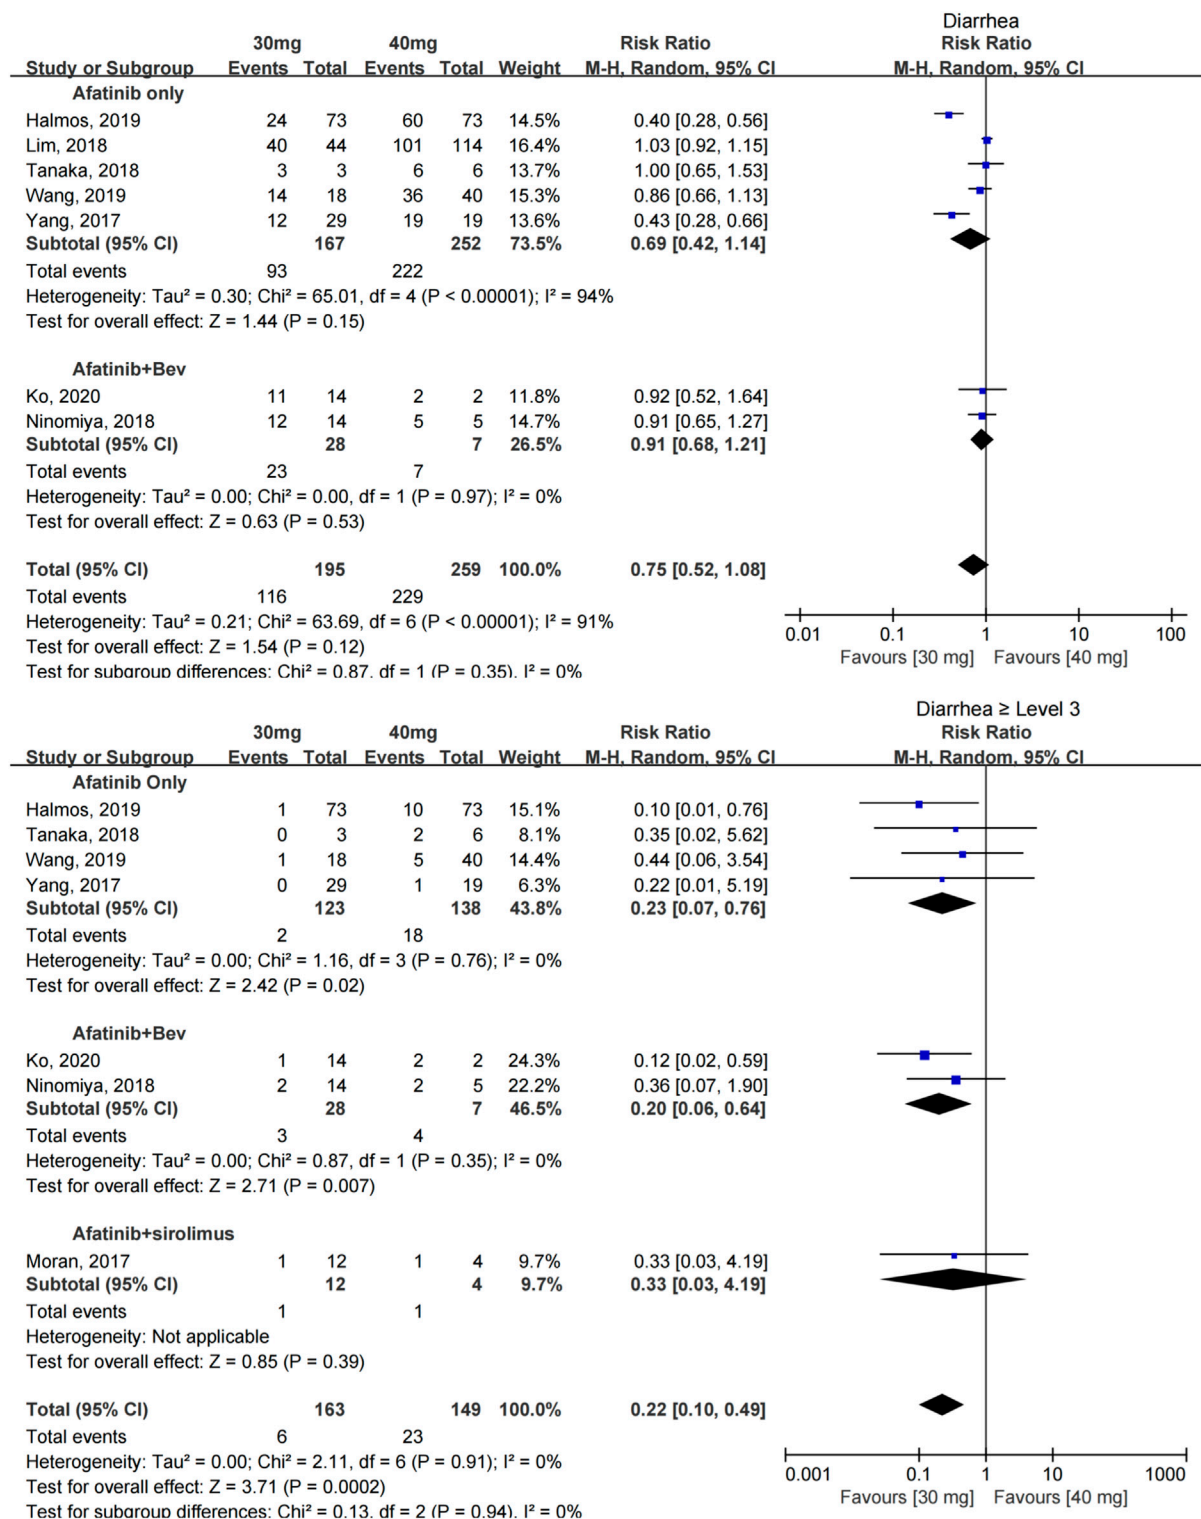 Diarrhea
30mg 40mg Risk Ratio Risk Ratio
Study or Subgroup Events Total Events Total Weight M-H, Random, 95% CI M-H, Random, 95% CI
Afatinib only
Halmos, 2019 24 73 60 73 14.5% 0.40 [0.28, 0.56]
Lim, 2018 40 44 101 114 16.4% 1.03 [0.92, 1.15]
Tanaka, 2018 3 3 6 6 13.7% 1.00 [0.65, 1.53]
Wang, 2019 14 18 36 40 15.3% 0.86 [0.66, 1.13]
Yang, 2017 12 29 19 19 13.6% 0.43 [0.28, 0.66]
Subtotal (95% CI) 167 252 73.5% 0.69 [0.42, 1.14]
Total events 93 222
Heterogeneity: Tau² = 0.30; Chi² = 65.01, df = 4 (P < 0.00001); I² = 94%
Test for overall effect: Z = 1.44 (P = 0.15)
Afatinib+Bev
Ko, 2020 11 14 2 2 11.8% 0.92 [0.52, 1.64]
Ninomiya, 2018 12 14 5 5 14.7% 0.91 [0.65, 1.27]
Subtotal (95% CI) 28 7 26.5% 0.91 [0.68, 1.21]
Total events 23 7
Heterogeneity: Tau² = 0.00; Chi² = 0.00, df = 1 (P = 0.97); I² = 0%
Test for overall effect: Z = 0.63 (P = 0.53)
Total (95% CI) 195 259 100.0% 0.75 [0.52, 1.08]
Total events 116 229
Heterogeneity: Tau² = 0.21; Chi² = 63.69, df = 6 (P < 0.00001); I² = 91%
Test for overall effect: Z = 1.54 (P = 0.12)
Test for subgroup differences: Chi² = 0.87, df = 1 (P = 0.35), I² = 0%
0.01 0.1 1 10 100
Favours [30 mg] Favours [40 mg]
Diarrhea ≥ Level 3
30mg 40mg Risk Ratio Risk Ratio
Study or Subgroup Events Total Events Total Weight M-H, Random, 95% CI M-H, Random, 95% CI
Afatinib Only
Halmos, 2019 1 73 10 73 15.1% 0.10 [0.01, 0.76]
Tanaka, 2018 0 3 2 6 8.1% 0.35 [0.02, 5.62]
Wang, 2019 1 18 5 40 14.4% 0.44 [0.06, 3.54]
Yang, 2017 0 29 1 19 6.3% 0.22 [0.01, 5.19]
Subtotal (95% CI) 123 138 43.8% 0.23 [0.07, 0.76]
Total events 2 18
Heterogeneity: Tau² = 0.00; Chi² = 1.16, df = 3 (P = 0.76); I² = 0%
Test for overall effect: Z = 2.42 (P = 0.02)
Afatinib+Bev
Ko, 2020 1 14 2 2 24.3% 0.12 [0.02, 0.59]
Ninomiya, 2018 2 14 2 5 22.2% 0.36 [0.07, 1.90]
Subtotal (95% CI) 28 7 46.5% 0.20 [0.06, 0.64]
Total events 3 4
Heterogeneity: Tau² = 0.00; Chi² = 0.87, df = 1 (P = 0.35); I² = 0%
Test for overall effect: Z = 2.71 (P = 0.007)
Afatinib+sirolimus
Moran, 2017 1 12 1 4 9.7% 0.33 [0.03, 4.19]
Subtotal (95% CI) 12 4 9.7% 0.33 [0.03, 4.19]
Total events 1 1
Heterogeneity: Not applicable
Test for overall effect: Z = 0.85 (P = 0.39)
Total (95% CI) 163 149 100.0% 0.22 [0.10, 0.49]
Total events 6 23
Heterogeneity: Tau² = 0.00; Chi² = 2.11, df = 6 (P = 0.91); I² = 0%
Test for overall effect: Z = 3.71 (P = 0.0002)
Test for subgroup differences: Chi² = 0.13, df = 2 (P = 0.94), I² = 0%
0.001 0.1 1 10 1000
Favours [30 mg] Favours [40 mg]